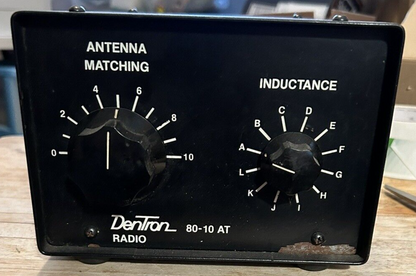 ANTENNA
MATCHING
0 2 4 6 8 10
INDUCTANCE
A B C D E F G H I J K L
DenTron 80-10 AT
RADIO